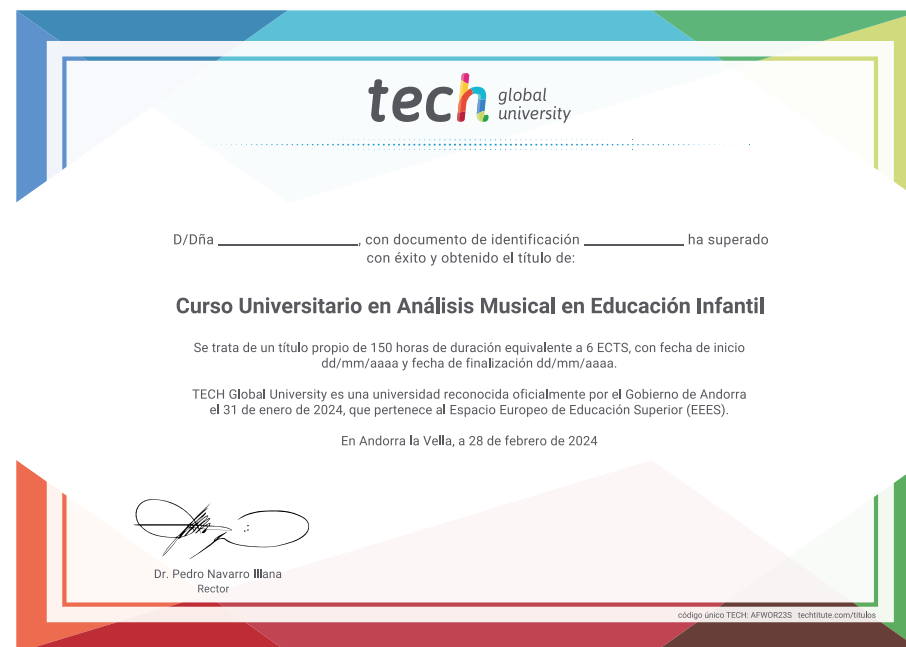 tech global university
D/Dña ____________________, con documento de identificación ______________ ha superado
con éxito y obtenido el título de:
Curso Universitario en Análisis Musical en Educación Infantil
Se trata de un título propio de 150 horas de duración equivalente a 6 ECTS, con fecha de inicio
dd/mm/aaaa y fecha de finalización dd/mm/aaaa.
TECH Global University es una universidad reconocida oficialmente por el Gobierno de Andorra
el 31 de enero de 2024, que pertenece al Espacio Europeo de Educación Superior (EEES).
En Andorra la Vella, a 28 de febrero de 2024
Dr. Pedro Navarro Illana
Rector
código único TECH: AFWOR23S techtitute.com/titulos